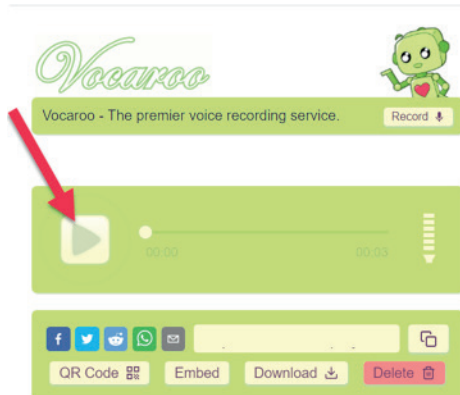 Vocaroo
Vocaroo - The premier voice recording service.
Record
00:00
00:03
QR Code
Embed
Download
Delete